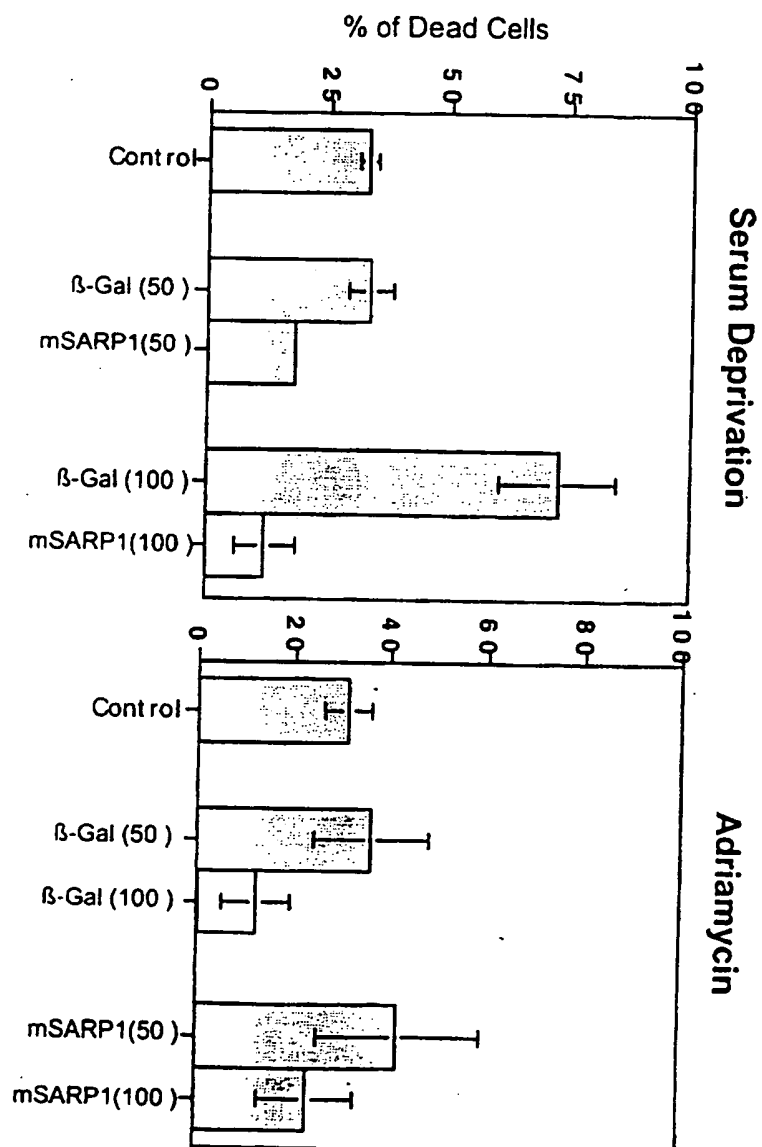 % of Dead Cells
0
25
50
75
100
Serum Deprivation
Control
ß-Gal (50 )
mSARP1(50 )
ß-Gal (100)
mSARP1(100 )
0
20
40
60
80
100
Adriamycin
Control
ß-Gal (50 )
ß-Gal (100 )
mSARP1(50 )
mSARP1(100 )